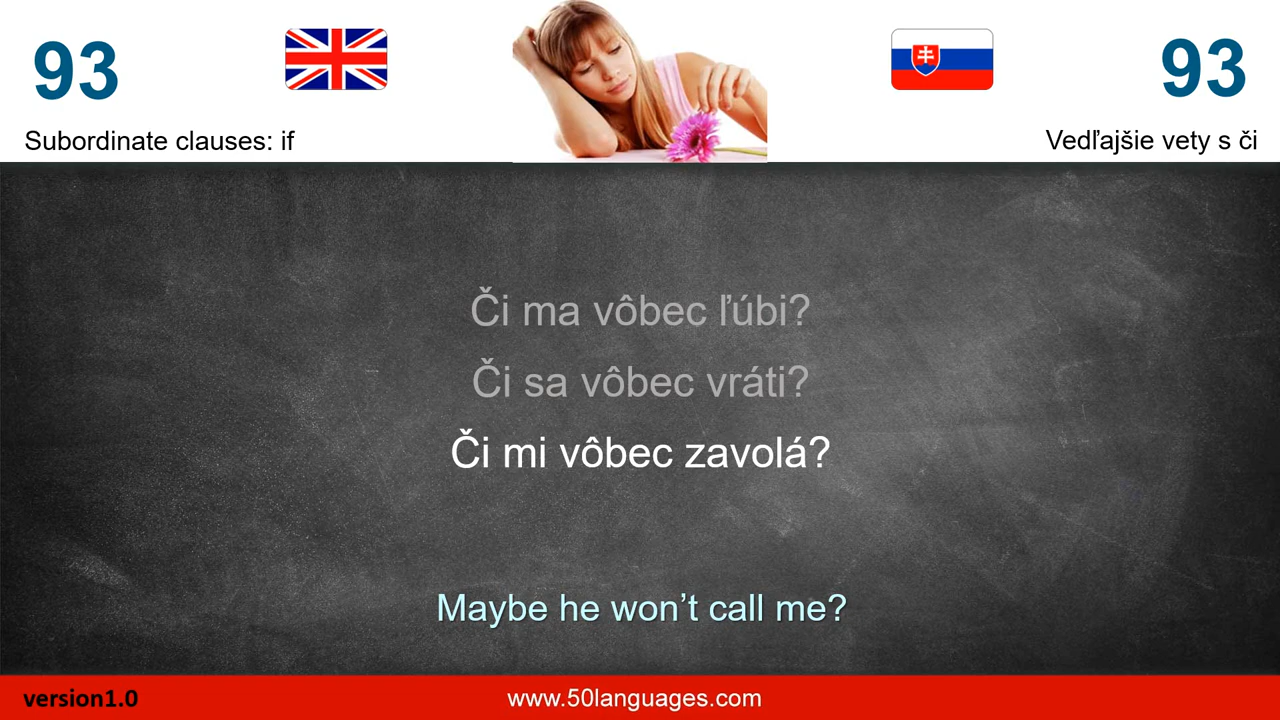 93
93
Subordinate clauses: if
Vedľajšie vety s či
Či ma vôbec ľúbi?
Či sa vôbec vráti?
Či mi vôbec zavolá?
Maybe he won’t call me?
version1.0
www.50languages.com